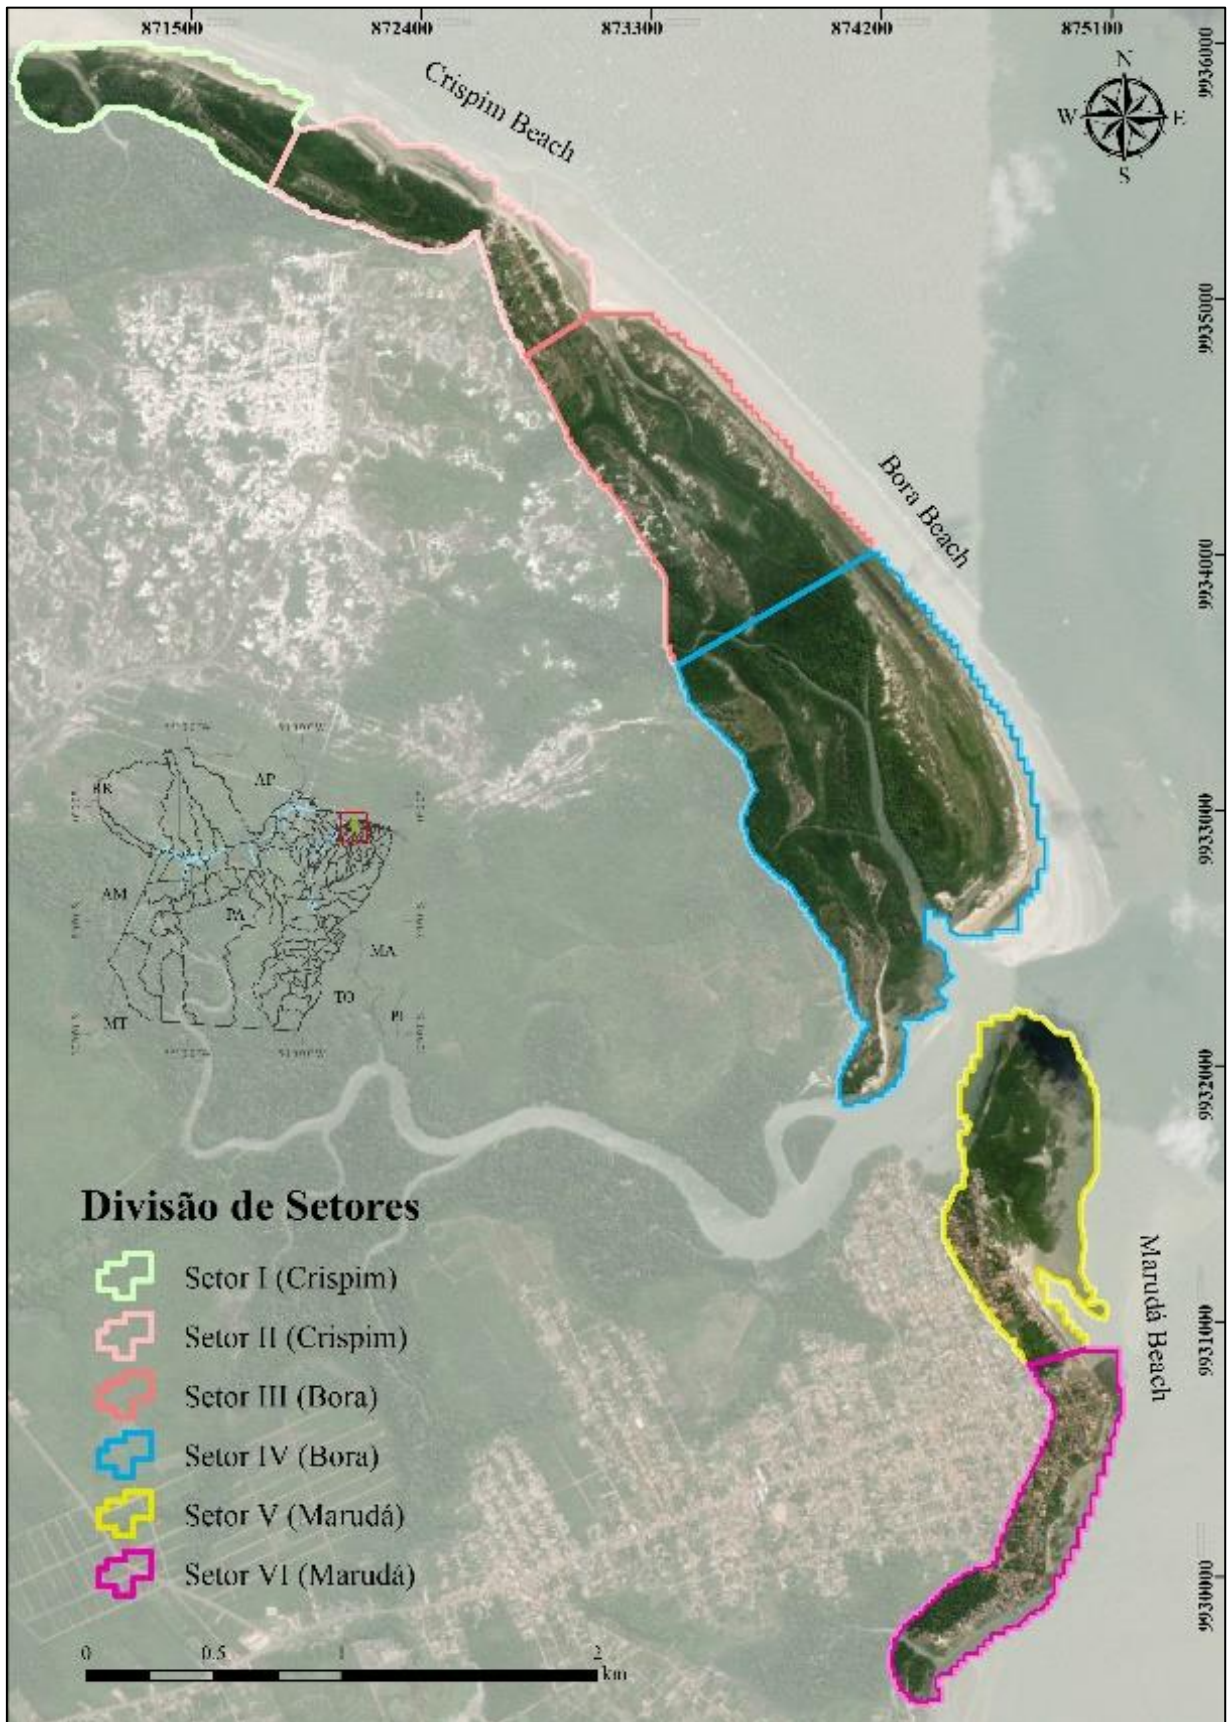 871500 872400 873300 874200 875100
9936000
N
W E
S
Crispim Beach
9935000
Bora Beach
9934000
AP
RR
9933000
AM
PA
MA
TO
PI
MT
9932000
Divisão de Setores
Setor I (Crispim)
Setor II (Crispim)
Setor III (Bora)
Setor IV (Bora)
Setor V (Marudá)
Setor VI (Marudá)
Marudá Beach
9931000
9930000
0 0.5 1 2
km